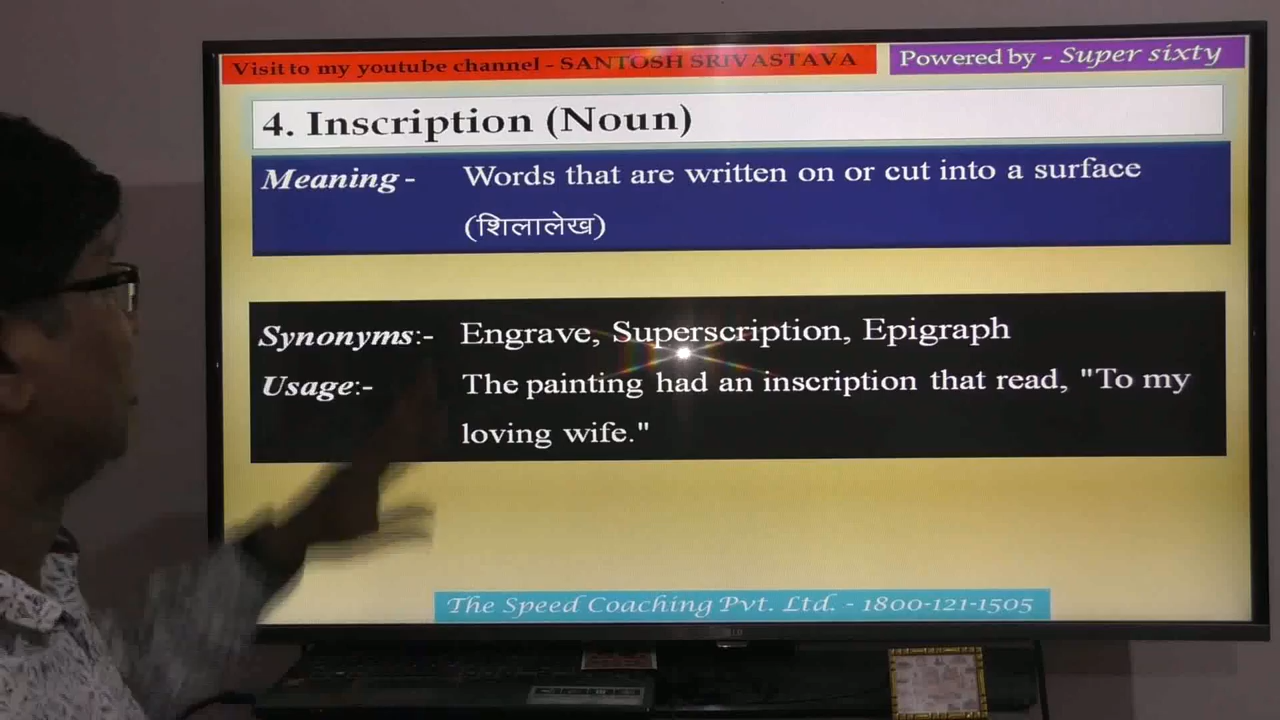 Visit to my youtube channel - SANTOSH SRIVASTAVA
Powered by - Super sixty
4. Inscription (Noun)
Meaning - Words that are written on or cut into a surface
(शिलालेख)
Synonyms:- Engrave, Superscription, Epigraph
Usage:- The painting had an inscription that read, "To my
loving wife."
The Speed Coaching Pvt. Ltd. - 1800-121-1505
LG